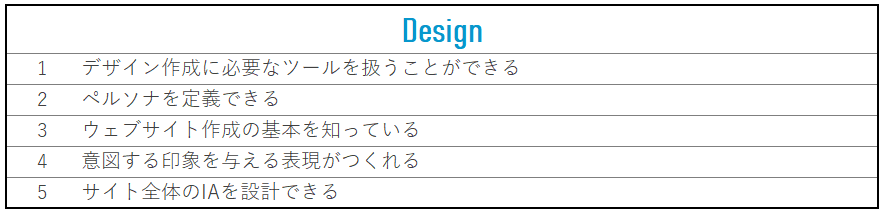 Design
1 デザイン作成に必要なツールを扱うことができる
2 ペルソナを定義できる
3 ウェブサイト作成の基本を知っている
4 意図する印象を与える表現がつくれる
5 サイト全体のIAを設計できる